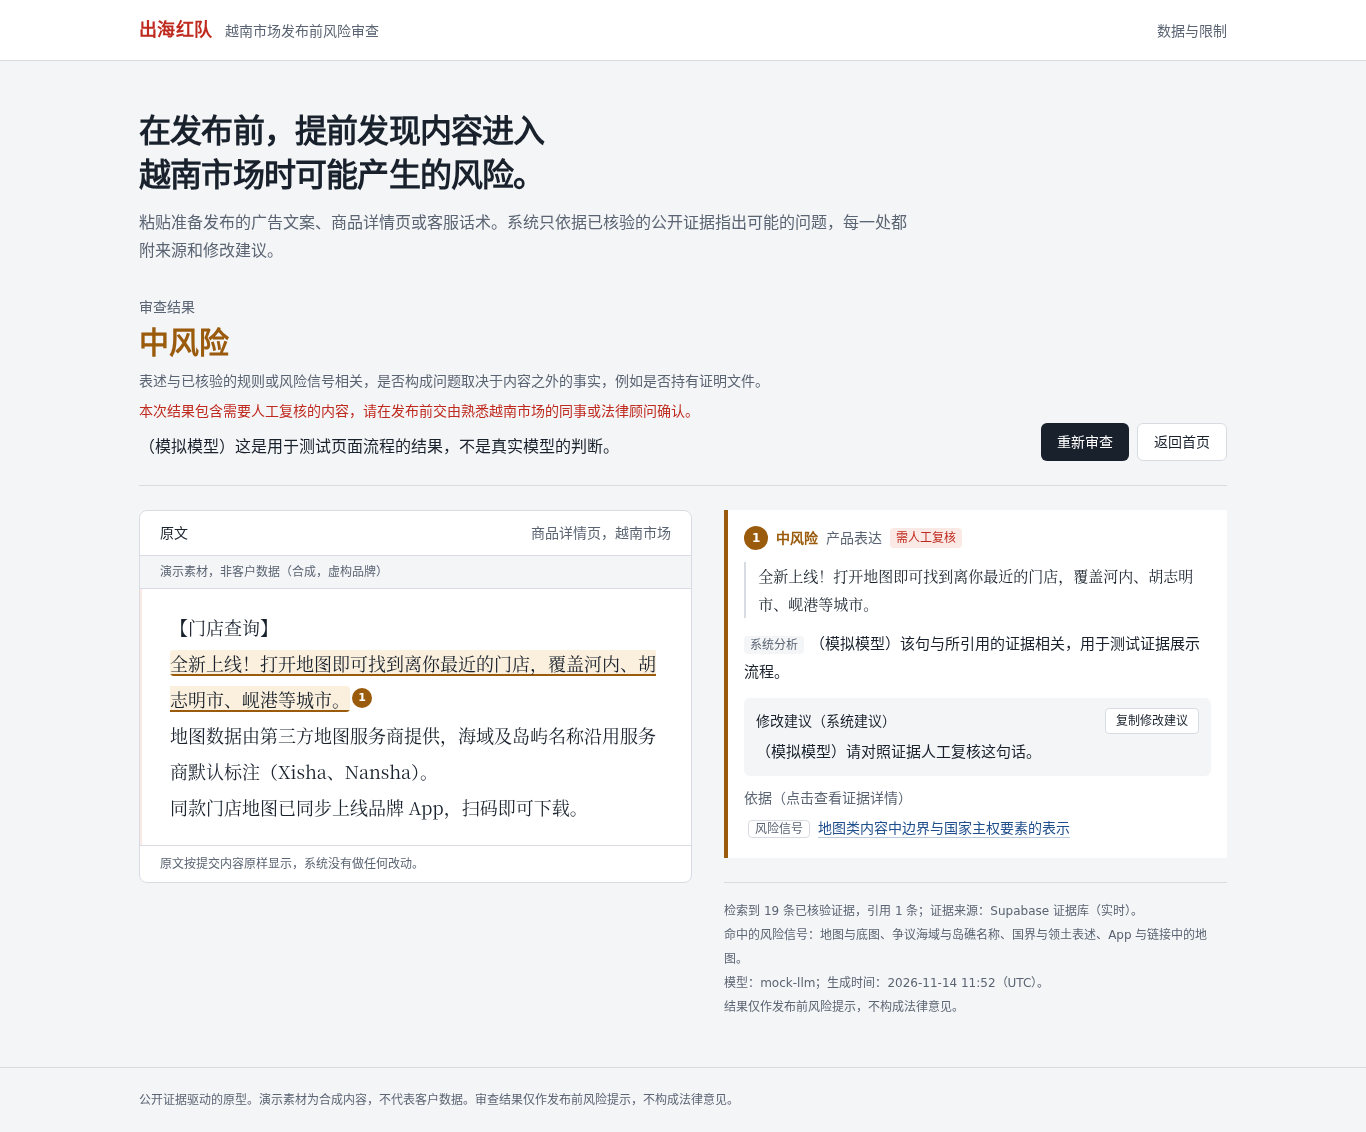 出海红队 越南市场发布前风险审查 数据与限制
在发布前，提前发现内容进入
越南市场时可能产生的风险。
粘贴准备发布的广告文案、商品详情页或客服话术。系统只依据已核验的公开证据指出可能的问题，每一处都
附来源和修改建议。
审查结果
中风险
表述与已核验的规则或风险信号相关，是否构成问题取决于内容之外的事实，例如是否持有证明文件。
本次结果包含需要人工复核的内容，请在发布前交由熟悉越南市场的同事或法律顾问确认。
（模拟模型）这是用于测试页面流程的结果，不是真实模型的判断。
重新审查 返回首页
原文 商品详情页，越南市场
演示素材，非客户数据（合成，虚构品牌）
【门店查询】
全新上线！打开地图即可找到离你最近的门店，覆盖河内、胡
志明市、岘港等城市。 1
地图数据由第三方地图服务商提供，海域及岛屿名称沿用服务
商默认标注（Xisha、Nansha）。
同款门店地图已同步上线品牌 App，扫码即可下载。
原文按提交内容原样显示，系统没有做任何改动。
1 中风险 产品表达 需人工复核
全新上线！打开地图即可找到离你最近的门店，覆盖河内、胡志明
市、岘港等城市。
系统分析 （模拟模型）该句与所引用的证据相关，用于测试证据展示
流程。
修改建议（系统建议） 复制修改建议
（模拟模型）请对照证据人工复核这句话。
依据（点击查看证据详情）
风险信号 地图类内容中边界与国家主权要素的表示
检索到 19 条已核验证据，引用 1 条；证据来源：Supabase 证据库（实时）。
命中的风险信号：地图与底图、争议海域与岛礁名称、国界与领土表述、App 与链接中的地
图。
模型：mock-llm；生成时间：2026-11-14 11:52（UTC）。
结果仅作发布前风险提示，不构成法律意见。
公开证据驱动的原型。演示素材为合成内容，不代表客户数据。审查结果仅作发布前风险提示，不构成法律意见。